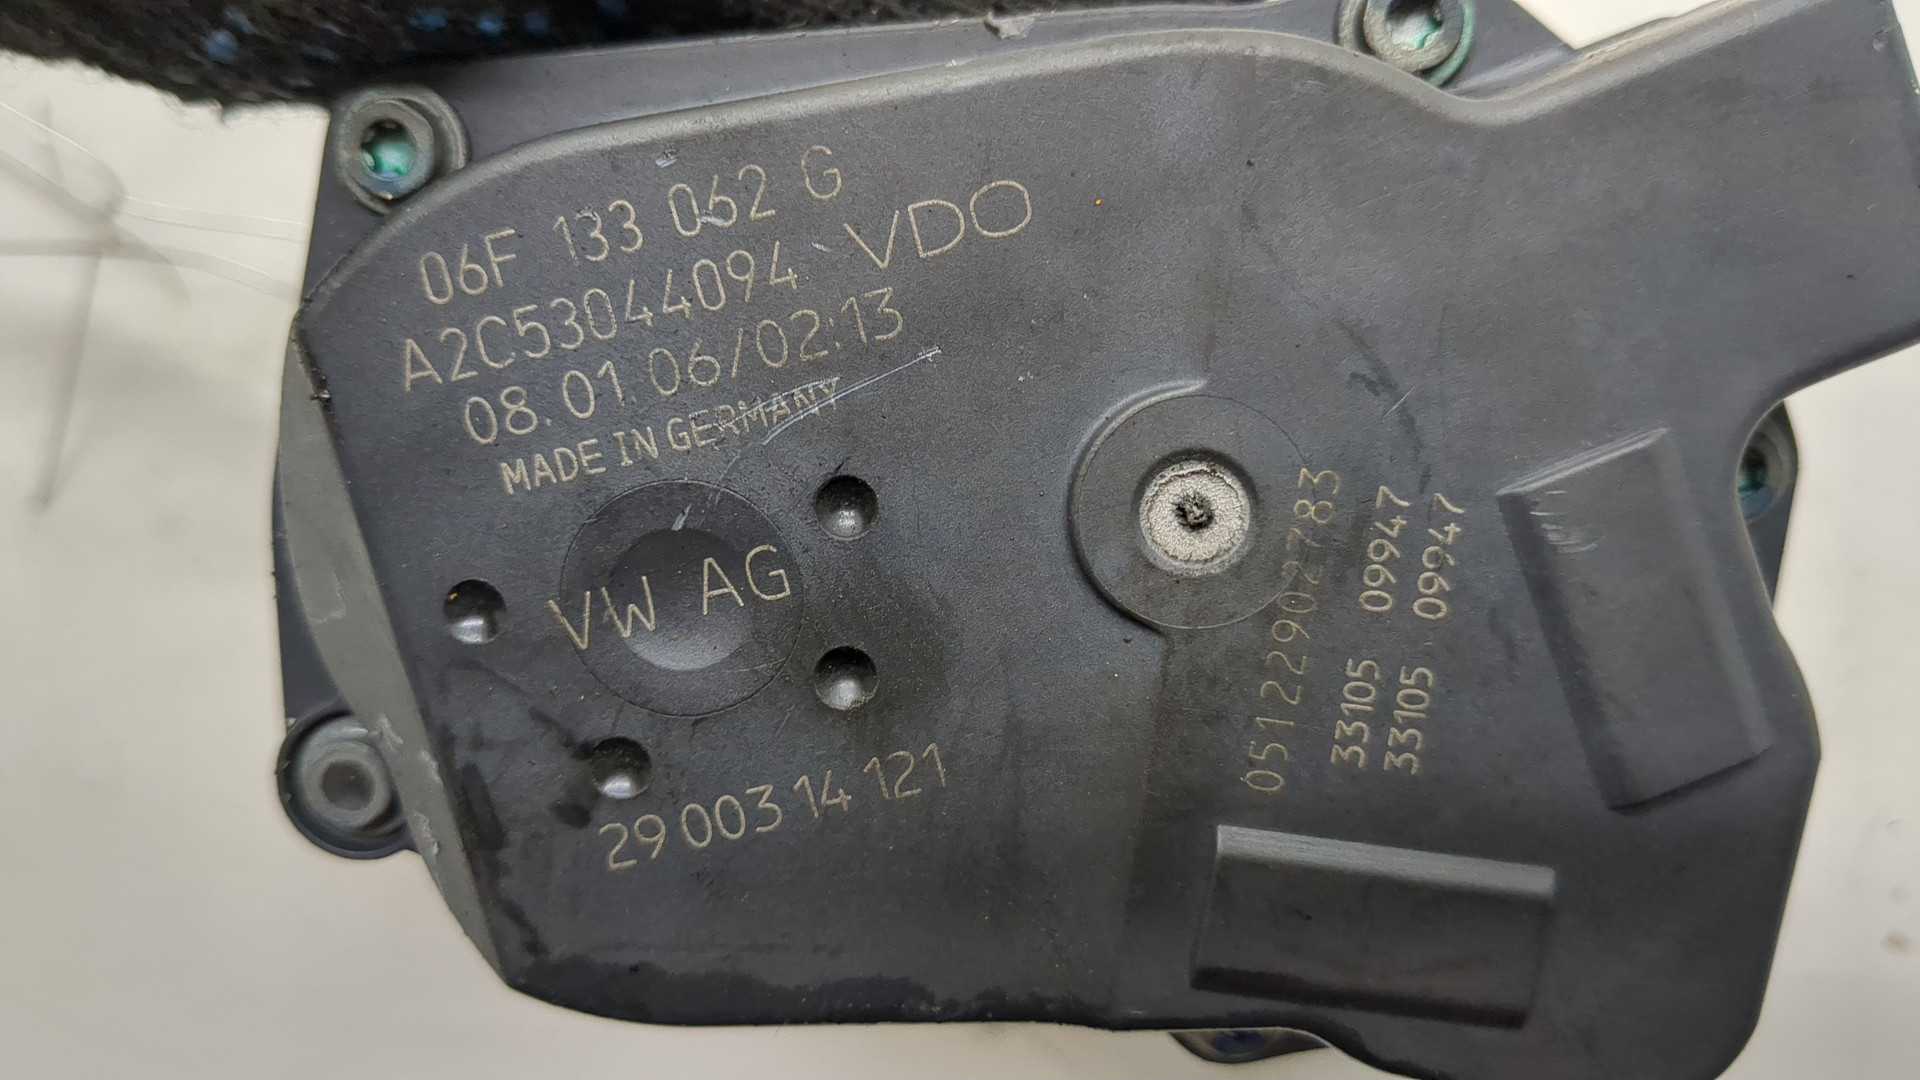 06F 133 062 G
A2C53044094 VDO
08.01.06/02:13
MADE IN GERMANY
VW AG
29 003 14 121
05122902783
33105 09947
33105 09947